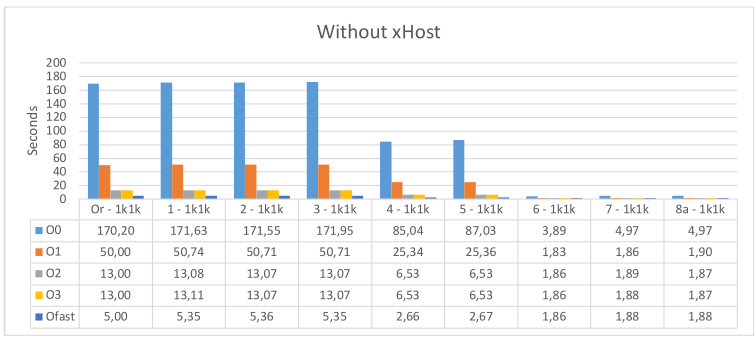 Without xHost
200
180
160
140
120
100
80
60
40
20
0
Seconds
Or - 1k1k 1 - 1k1k 2 - 1k1k 3 - 1k1k 4 - 1k1k 5 - 1k1k 6 - 1k1k 7 - 1k1k 8a - 1k1k
O0 170,20 171,63 171,55 171,95 85,04 87,03 3,89 4,97 4,97
O1 50,00 50,74 50,71 50,71 25,34 25,36 1,83 1,86 1,90
O2 13,00 13,08 13,07 13,07 6,53 6,53 1,86 1,89 1,87
O3 13,00 13,11 13,07 13,07 6,53 6,53 1,86 1,88 1,87
Ofast 5,00 5,35 5,36 5,35 2,66 2,67 1,86 1,88 1,88